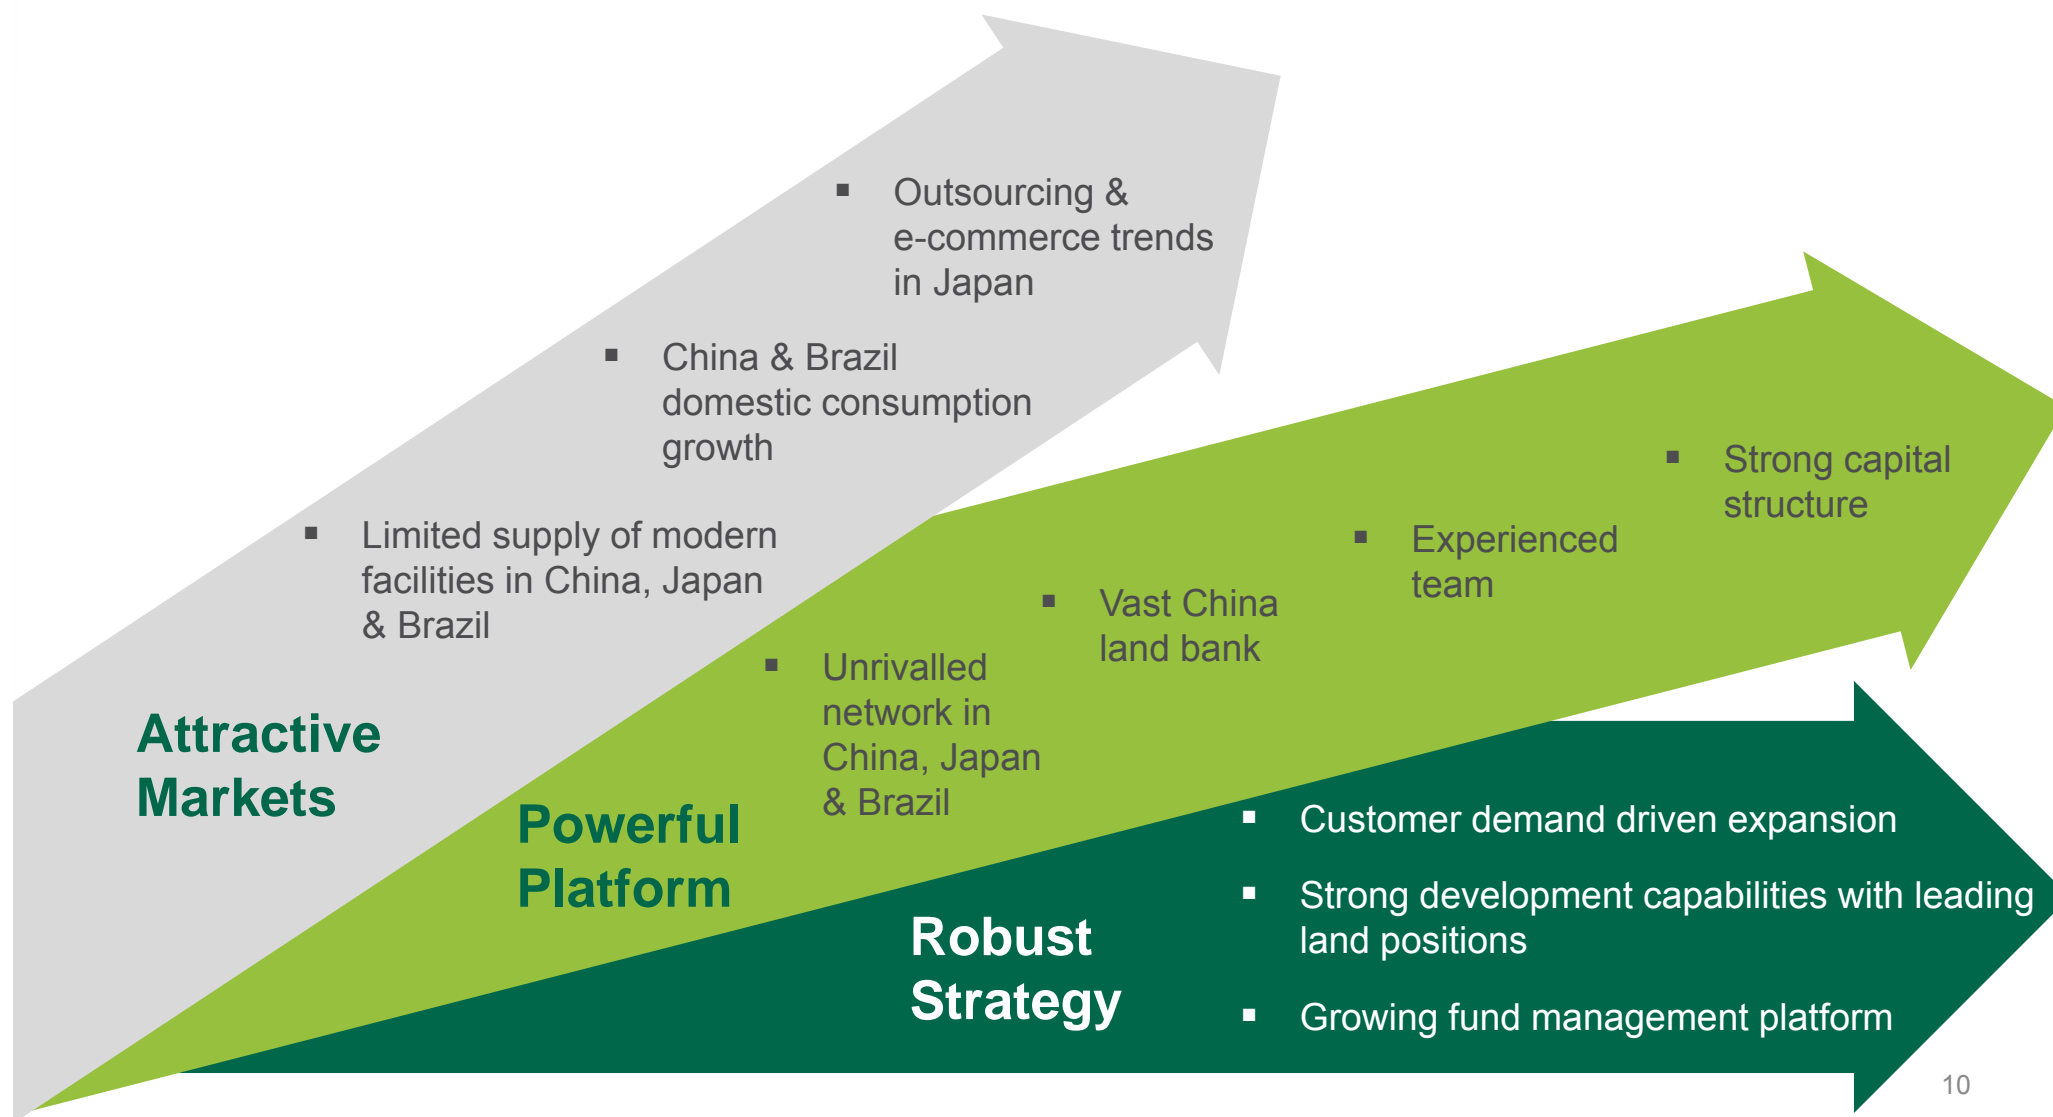 Attractive
Markets
▪ Limited supply of modern
facilities in China, Japan
& Brazil
▪ China & Brazil
domestic consumption
growth
▪ Outsourcing &
e-commerce trends
in Japan
Powerful
Platform
▪ Unrivalled
network in
China, Japan
& Brazil
▪ Vast China
land bank
▪ Experienced
team
▪ Strong capital
structure
Robust
Strategy
▪ Customer demand driven expansion
▪ Strong development capabilities with leading
land positions
▪ Growing fund management platform
10